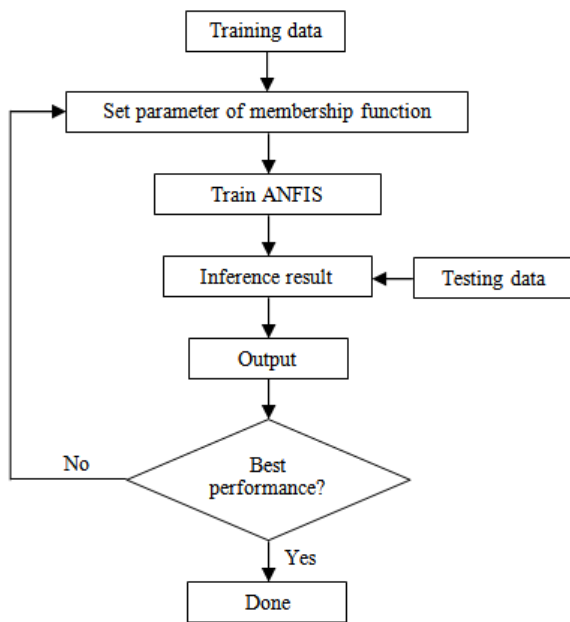 Training data
Set parameter of membership function
Train ANFIS
Inference result
Testing data
Output
No
Best
performance?
Yes
Done